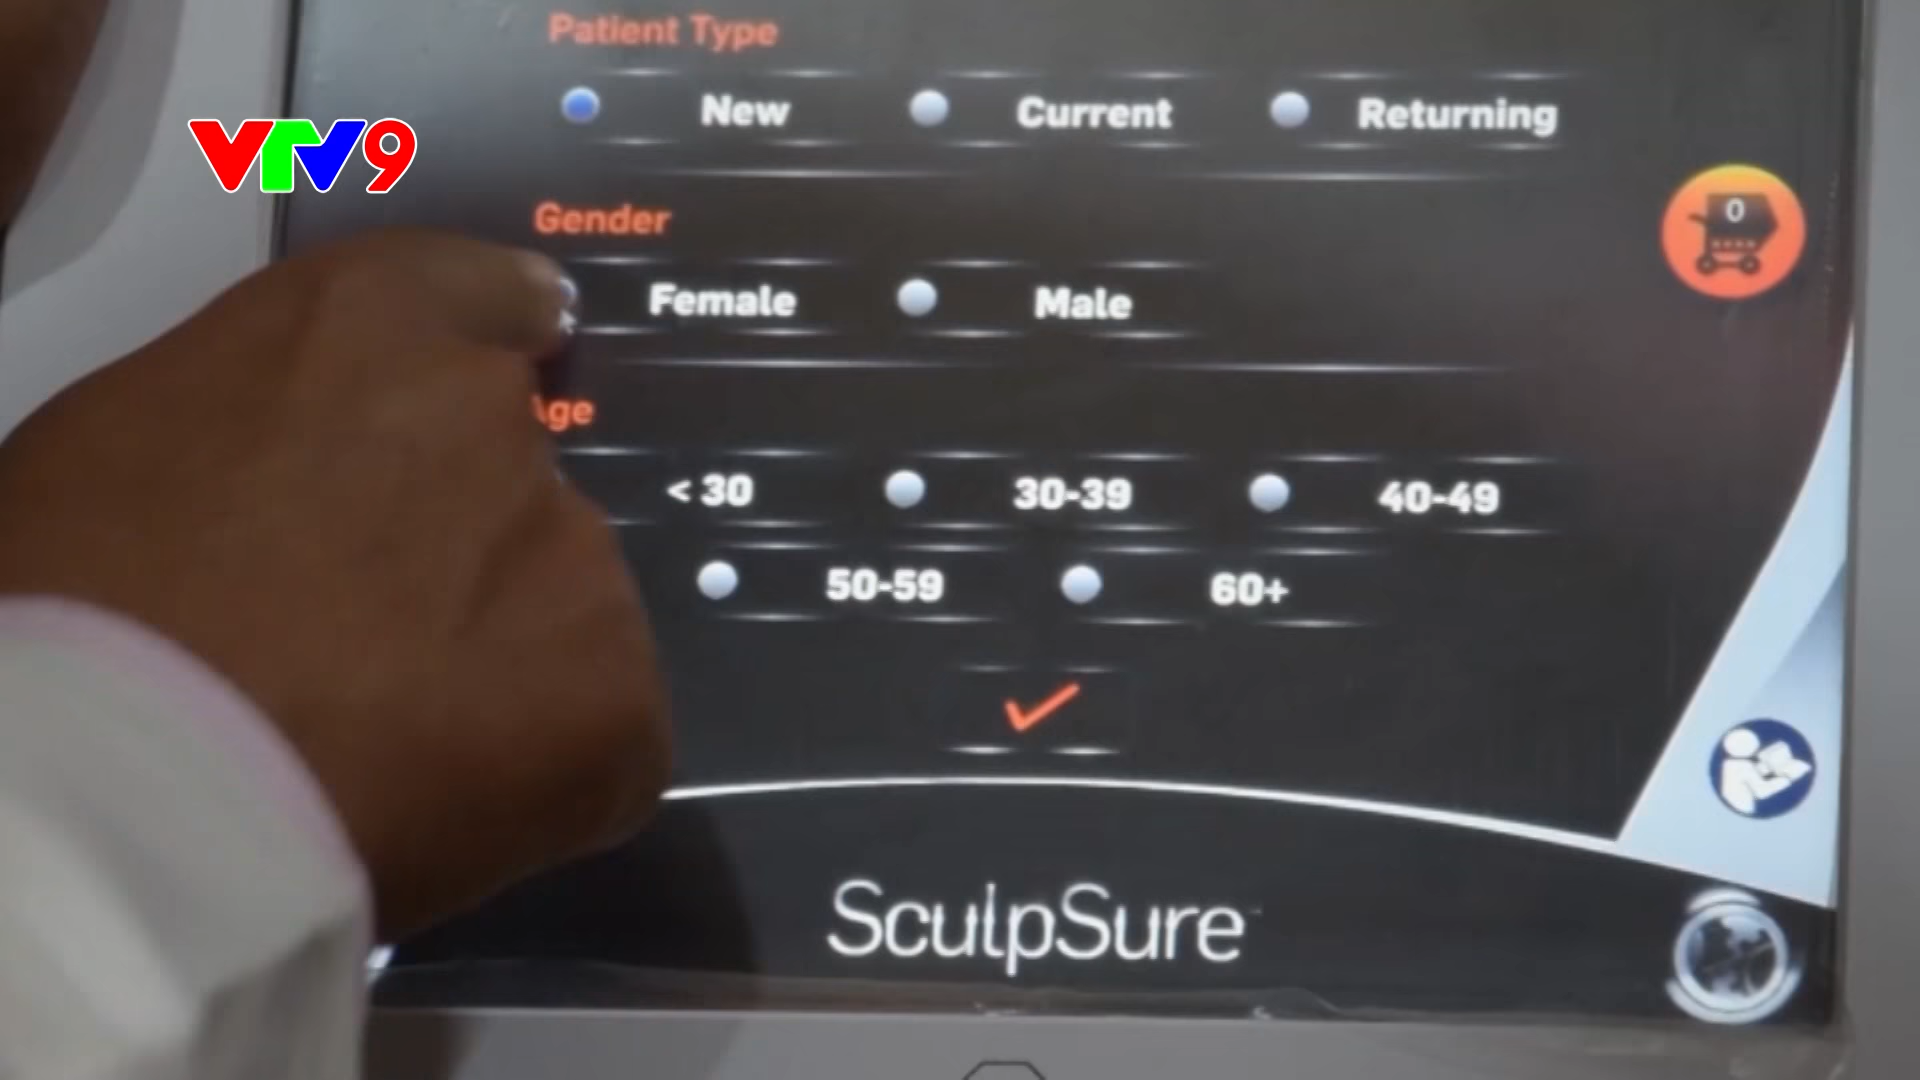 Patient Type
New Current Returning
VTV9
Gender
0
Female Male
Age
< 30 30-39 40-49
50-59 60+
SculpSure